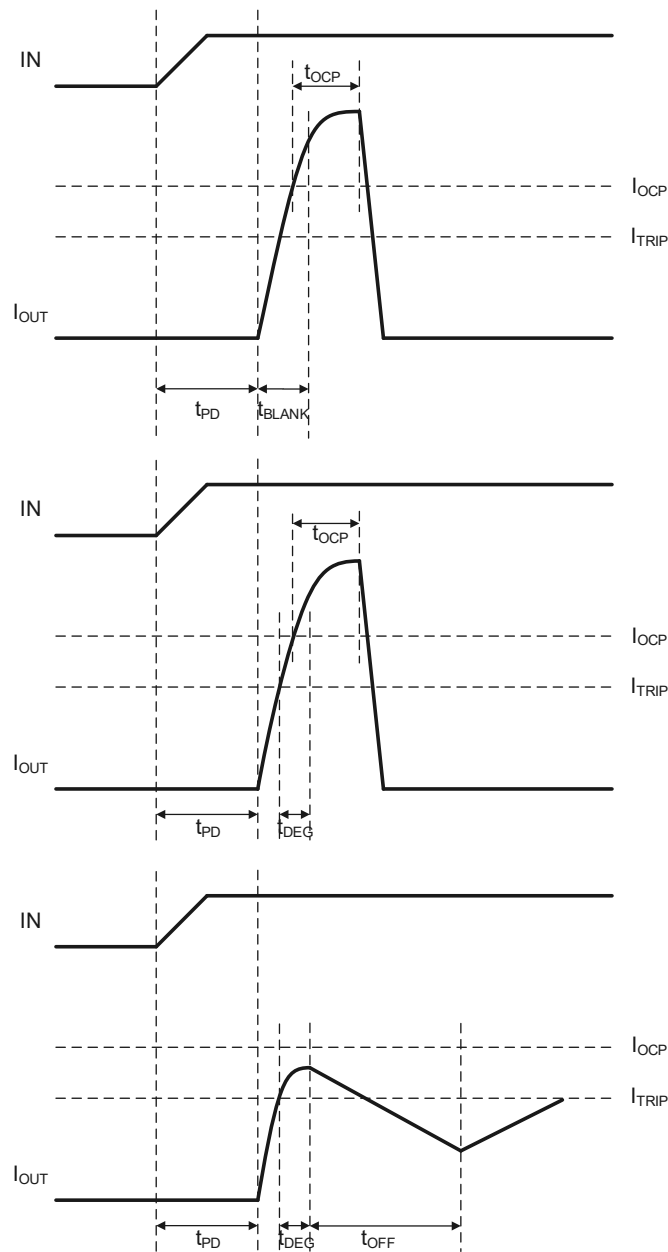 IN
tOCP
IOCP
ITRIP
IOUT
tPD
tBLANK
IN
tOCP
IOCP
ITRIP
IOUT
tPD
tDEG
IN
IOCP
ITRIP
IOUT
tPD
tDEG
tOFF